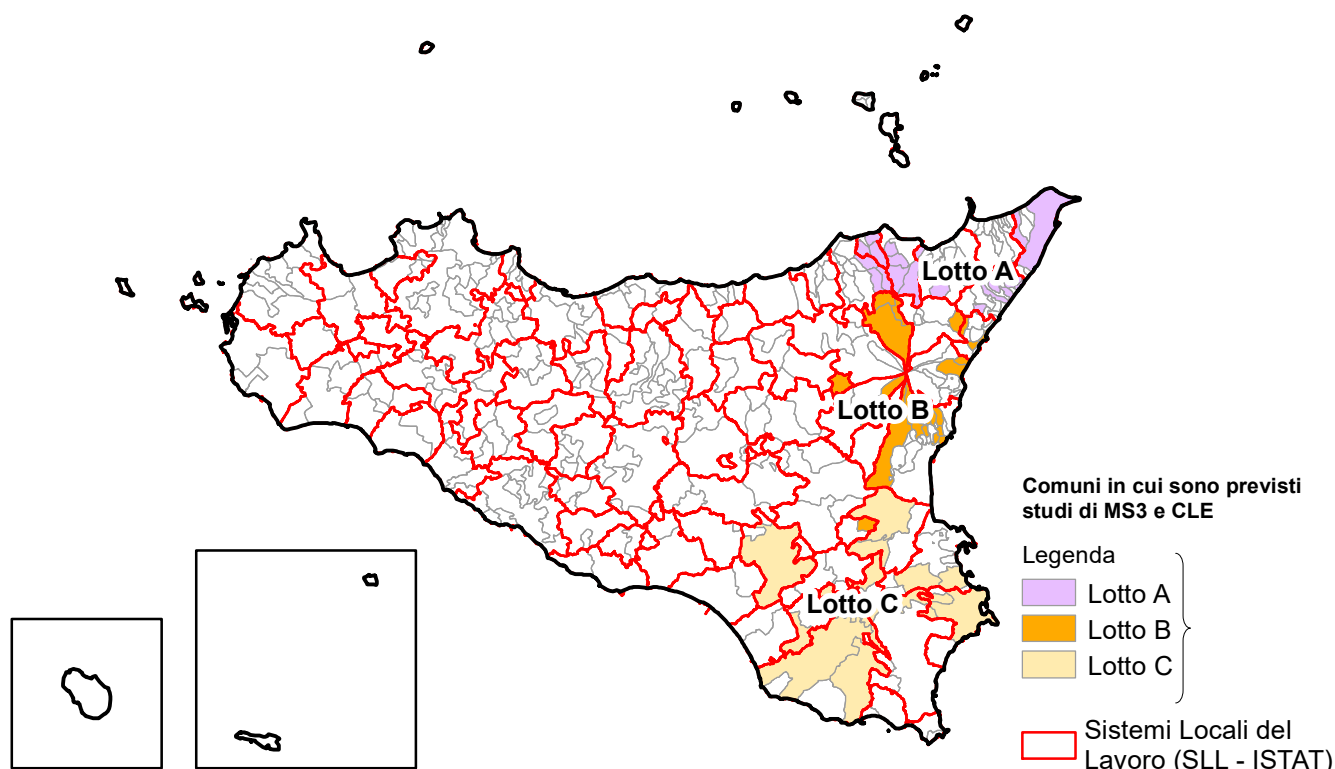 Lotto A
Lotto B
Lotto C
Comuni in cui sono previsti
studi di MS3 e CLE
Legenda
Lotto A
Lotto B
Lotto C
Sistemi Locali del
Lavoro (SLL - ISTAT)